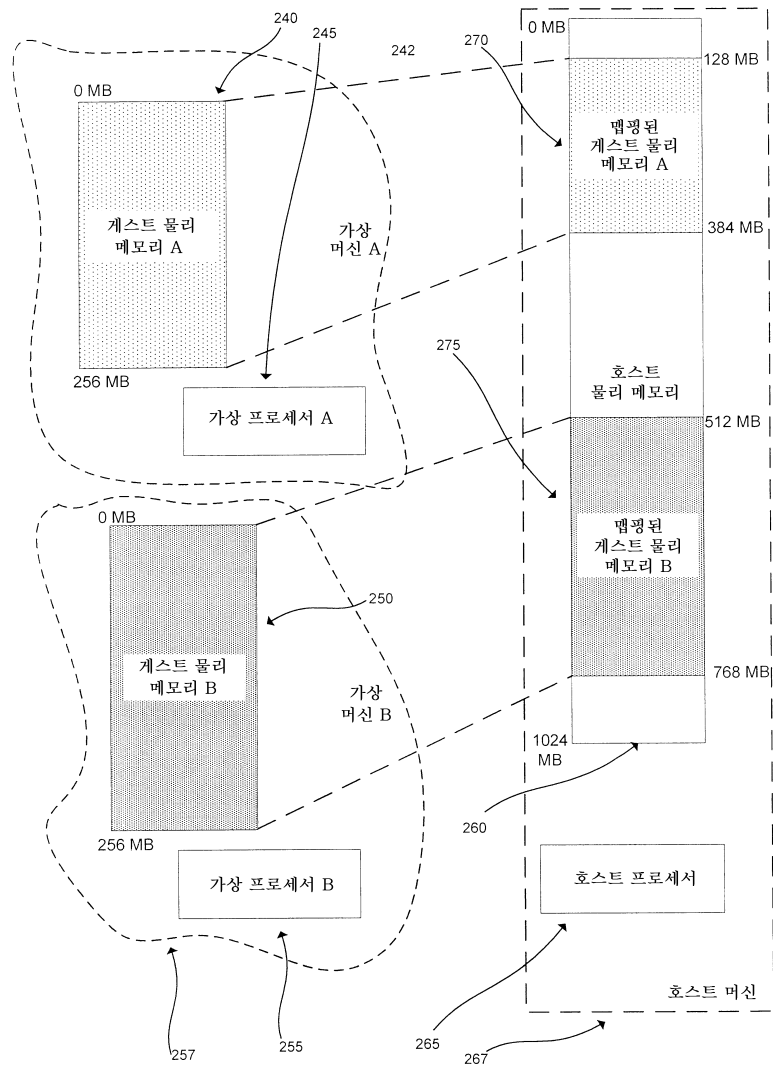 240
245
242
270
0 MB
128 MB
0 MB
맵핑된
게스트 물리
메모리 A
게스트 물리
메모리 A
가상
머신 A
384 MB
256 MB
275
호스트
물리 메모리
가상 프로세서 A
512 MB
0 MB
맵핑된
게스트 물리
메모리 B
250
게스트 물리
메모리 B
가상
머신 B
768 MB
1024
MB
256 MB
260
가상 프로세서 B
호스트 프로세서
호스트 머신
257
255
265
267